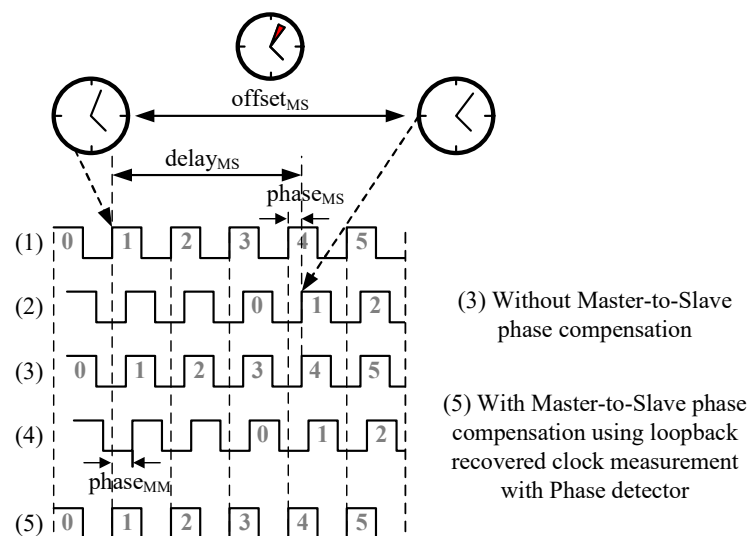 offsetMS
delayMS
phaseMS
(1) 0 1 2 3 4 5
(2) 0 1 2
(3) 0 1 2 3 4 5
(4) 0 1 2
phaseMM
(5) 0 1 2 3 4 5
(3) Without Master-to-Slave
phase compensation
(5) With Master-to-Slave phase
compensation using loopback
recovered clock measurement
with Phase detector